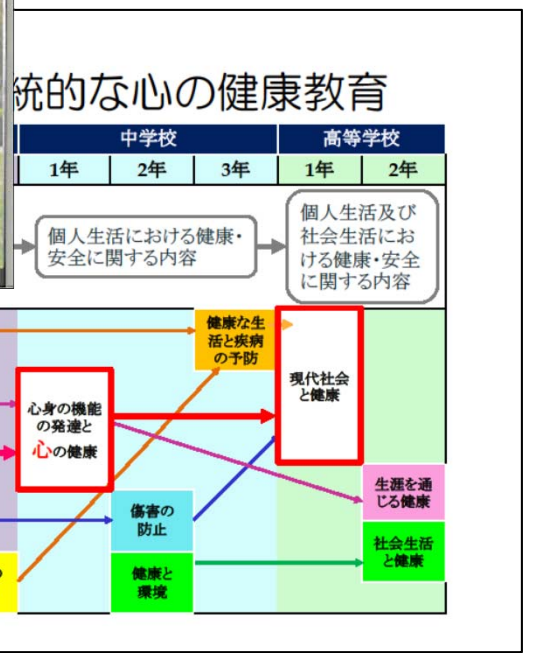 統的な心の健康教育
中学校
高等学校
1年
2年
3年
1年
2年
個人生活における健康・
安全に関する内容
個人生活及び
社会生活にお
ける健康・安全
に関する内容
健康な生
活と疾病
の予防
現代社会
と健康
心身の機能
の発達と
心の健康
生涯を通
じる健康
傷害の
防止
社会生活
と健康
の
健康と
環境